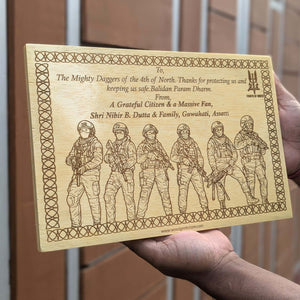 To,
The Mighty Daggers of the 4th of North. Thanks for protecting us and
keeping us safe. Balidan Param Dharm.
From,
A Grateful Citizen & a Massive Fan,
Shri Nibir B. Dutta & Family, Guwahati, Assam